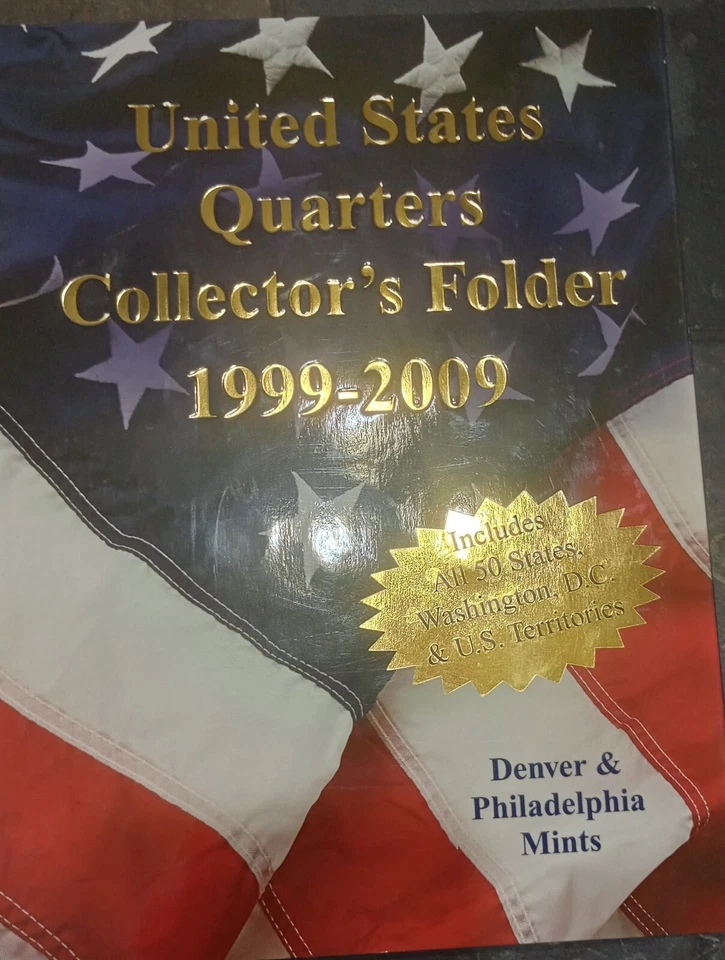 United States
Quarters
Collector's Folder
1999-2009
Includes
All 50 States,
Washington, D.C.
& U.S. Territories
Denver &
Philadelphia
Mints